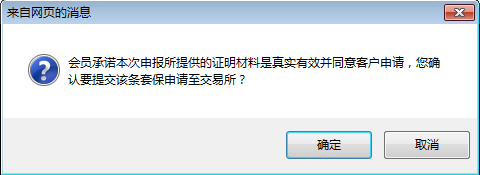 来自网页的消息
会员承诺本次申报所提供的证明材料是真实有效并同意客户申请，您确
认要提交该条套保申请至交易所？
确定
取消